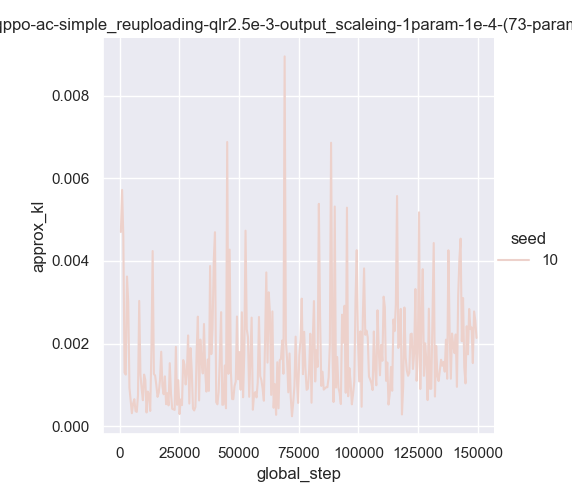 qppo-ac-simple_reuploading-qlr2.5e-3-output_scaleing-1param-1e-4-(73-param
0.008
0.006
0.004
0.002
0.000
approx_kl
0 25000 50000 75000 100000 125000 150000
global_step
seed
10